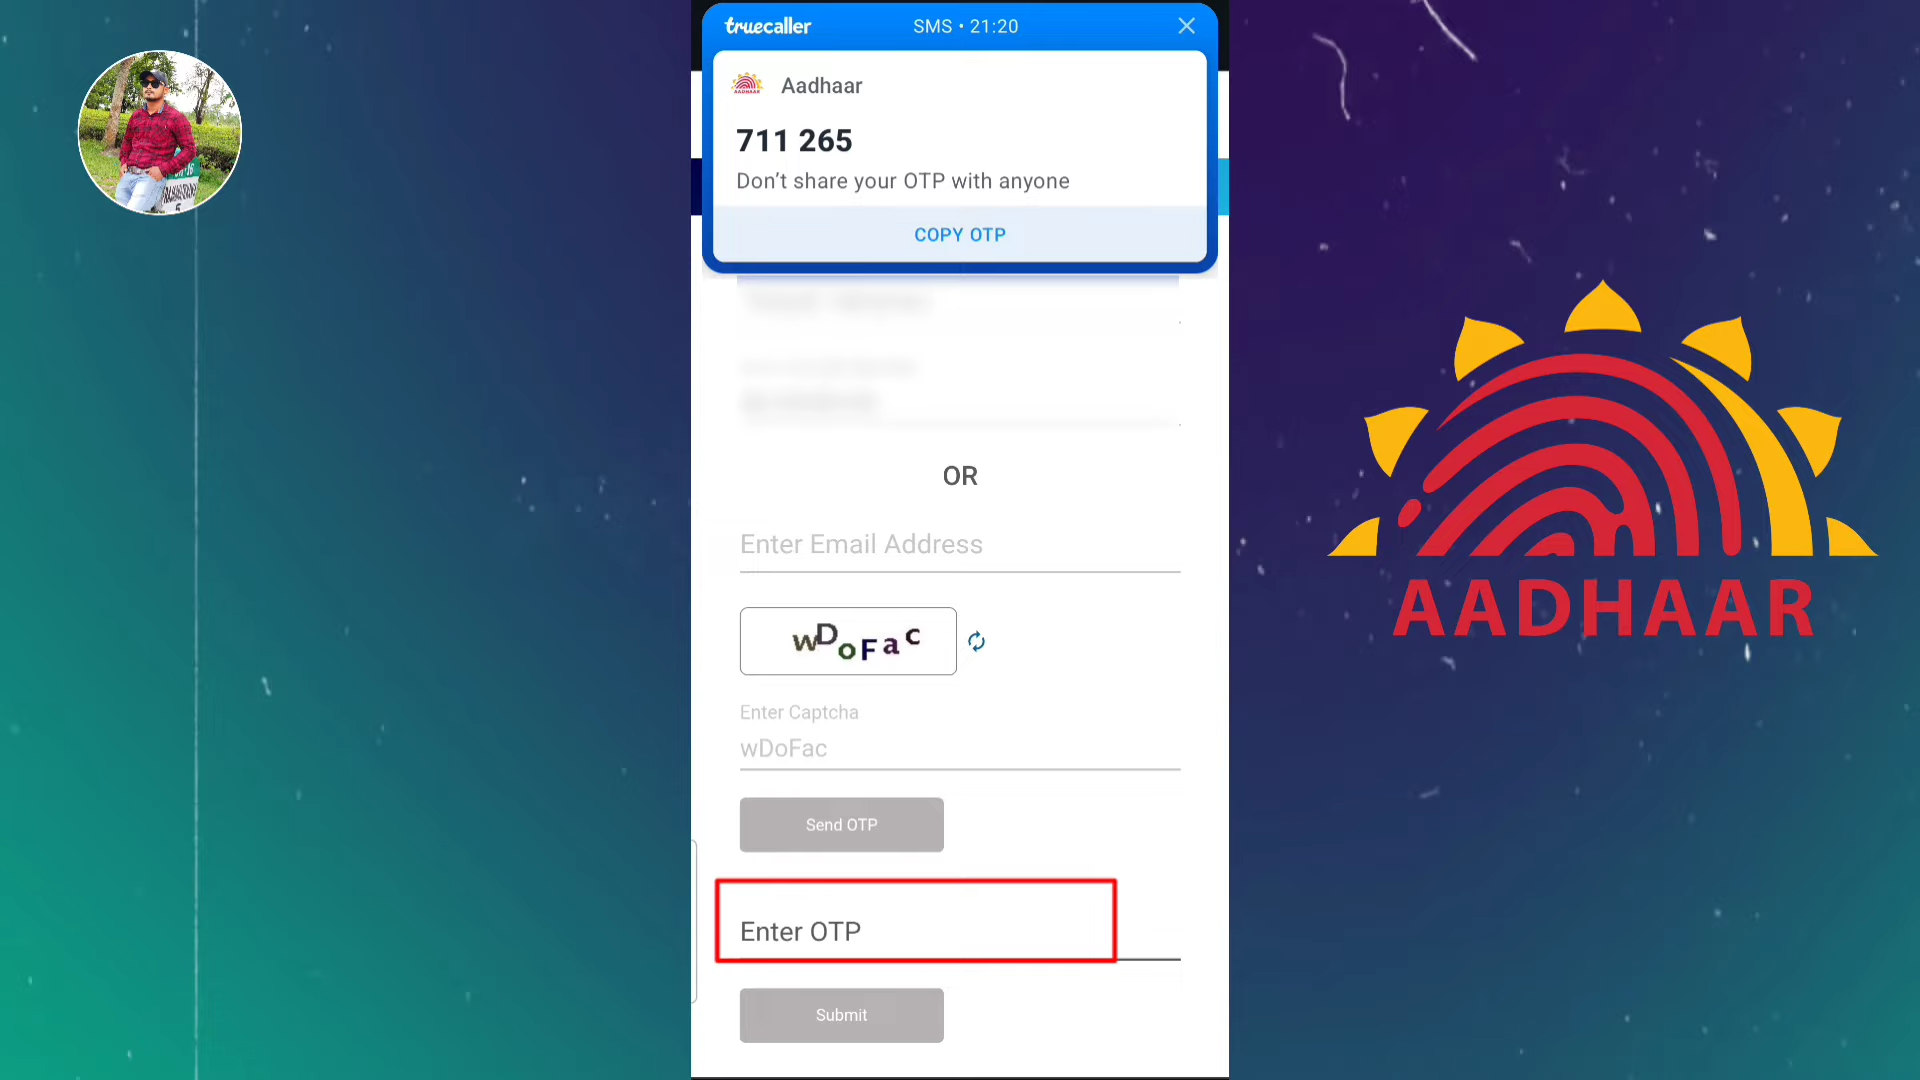 truecaller
SMS • 21:20
Aadhaar
711 265
Don't share your OTP with anyone
COPY OTP
OR
Enter Email Address
wDoFac
Enter Captcha
wDoFac
Send OTP
Enter OTP
Submit
AADHAAR